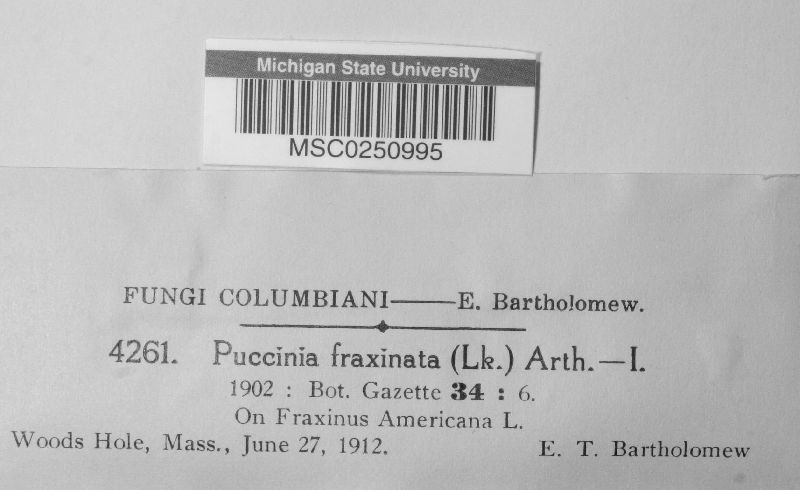 Michigan State University
MSC0250995
FUNGI COLUMBIANI——E. Bartholomew.
4261. Puccinia fraxinata (Lk.) Arth.—I.
1902 : Bot. Gazette 34 : 6.
On Fraxinus Americana L.
Woods Hole, Mass., June 27, 1912. E. T. Bartholomew